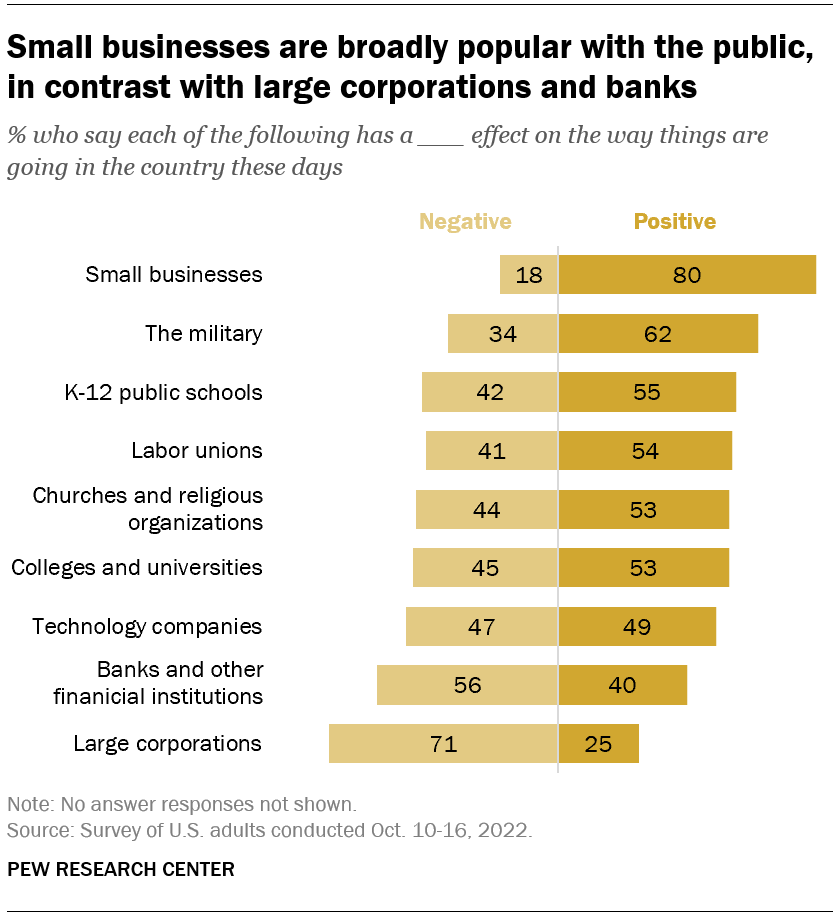 Small businesses are broadly popular with the public,
in contrast with large corporations and banks
% who say each of the following has a ___ effect on the way things are
going in the country these days
Negative Positive
Small businesses 18 80
The military 34 62
K-12 public schools 42 55
Labor unions 41 54
Churches and religious
organizations 44 53
Colleges and universities 45 53
Technology companies 47 49
Banks and other
finanicial institutions 56 40
Large corporations 71 25
Note: No answer responses not shown.
Source: Survey of U.S. adults conducted Oct. 10-16, 2022.
PEW RESEARCH CENTER